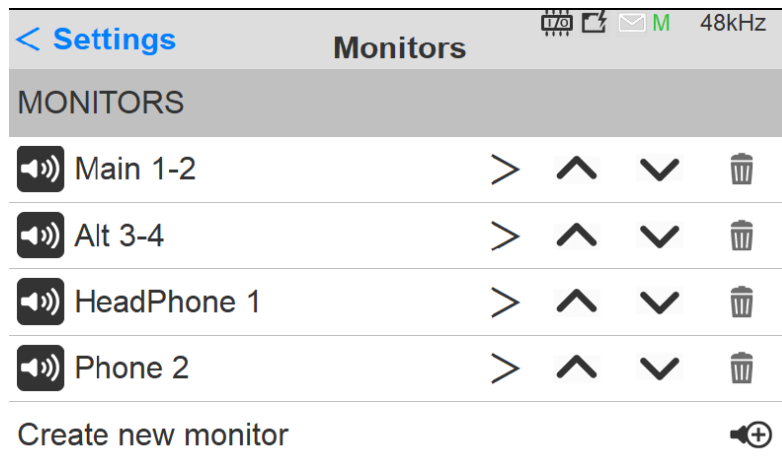 < Settings
Monitors
I/O
M
48kHz
MONITORS
Main 1-2
Alt 3-4
HeadPhone 1
Phone 2
Create new monitor